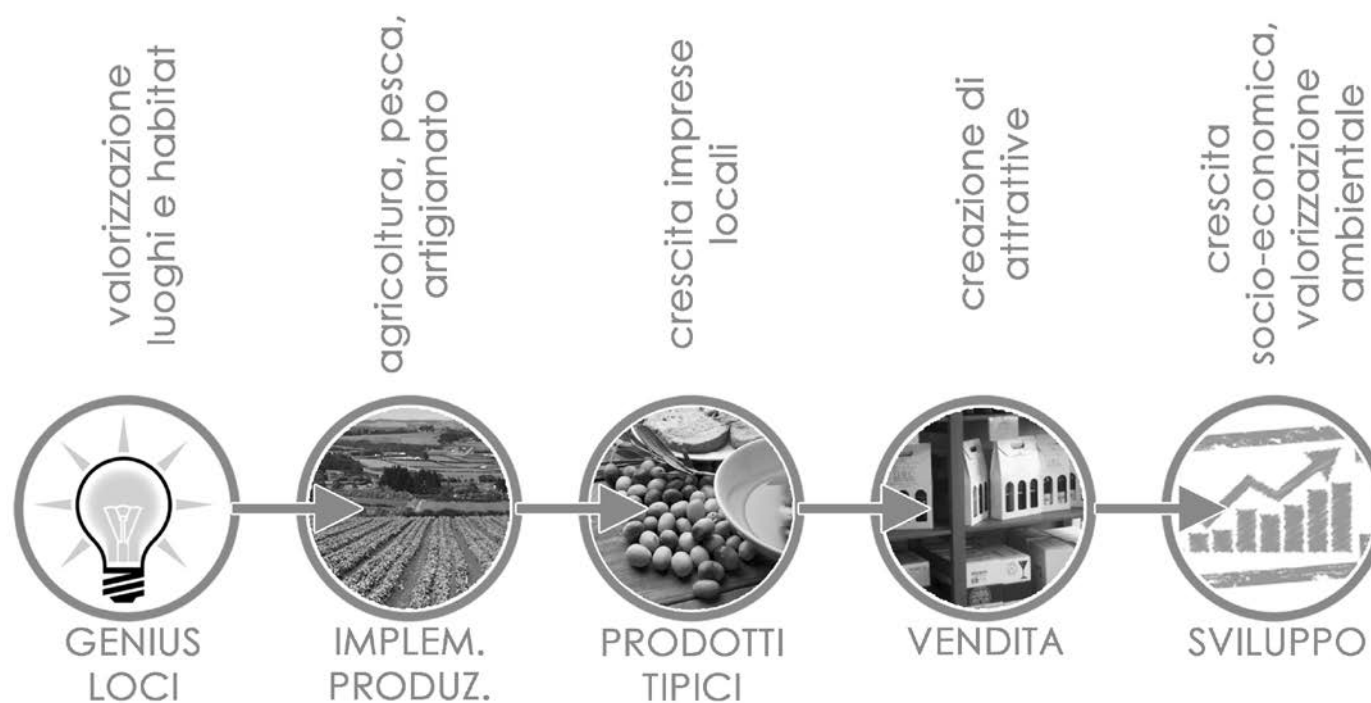 valorizzazione
luoghi e habitat
agricoltura, pesca,
artigianato
crescita imprese
locali
creazione di
attrattive
crescita
socio-economica,
valorizzazione
ambientale
GENIUS
LOCI
IMPLEM.
PRODUZ.
PRODOTTI
TIPICI
VENDITA
SVILUPPO